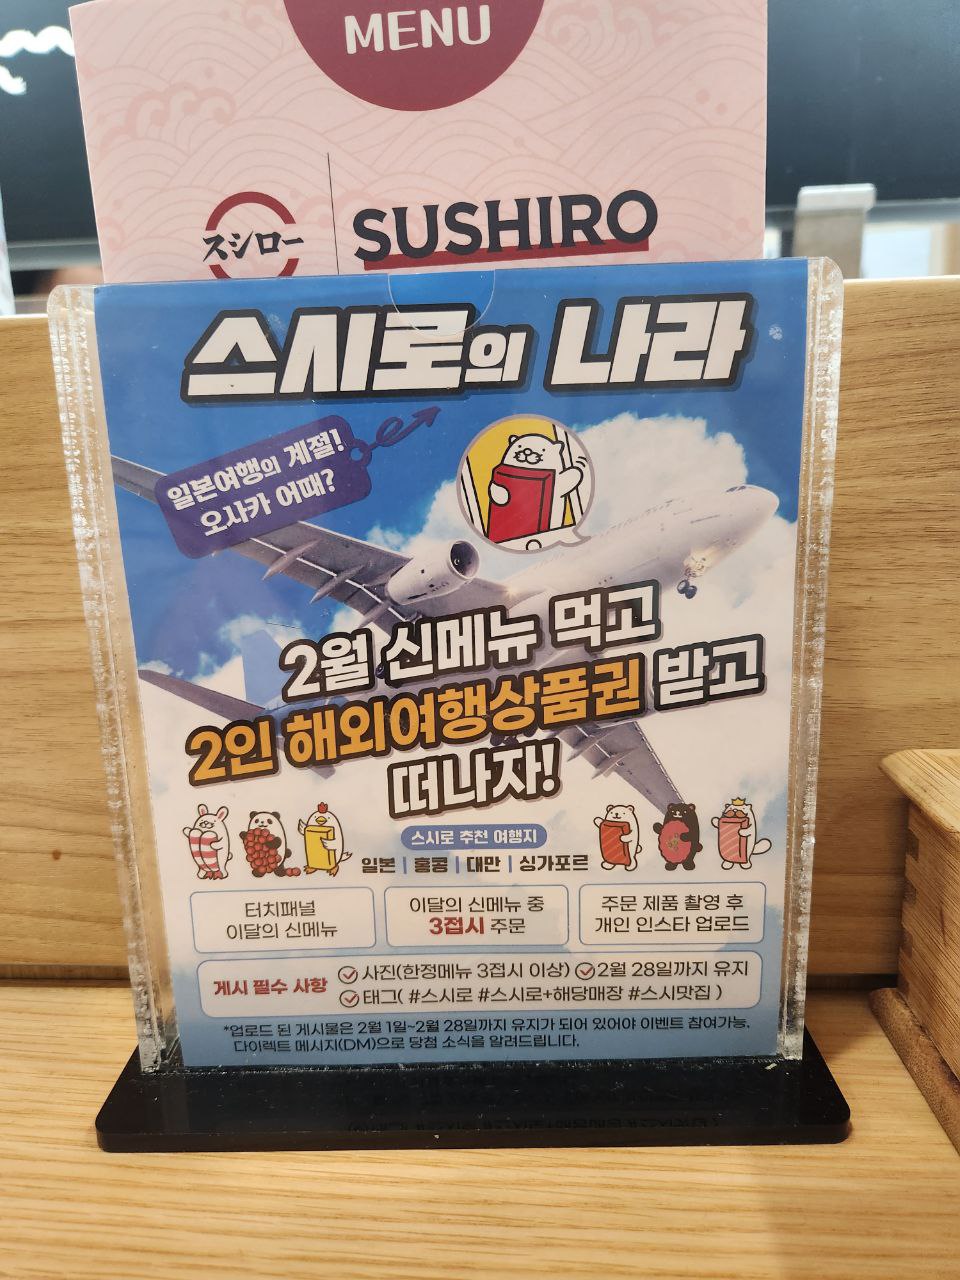 MENU
スシロー
SUSHIRO
스시로의 나라
일본여행의 계절!
오사카 어때?
2월 신메뉴 먹고
2인 해외여행상품권 받고
떠나자!
스시로 추천 여행지
일본 | 홍콩 | 대만 | 싱가포르
터치패널
이달의 신메뉴
이달의 신메뉴 중
3접시 주문
주문 제품 촬영 후
개인 인스타 업로드
게시 필수 사항
사진(한정메뉴 3접시 이상) 2월 28일까지 유지
태그( #스시로 #스시로+해당매장 #스시맛집 )
*업로드 된 게시물은 2월 1일~2월 28일까지 유지가 되어 있어야 이벤트 참여가능.
다이렉트 메시지(DM)으로 당첨 소식을 알려드립니다.